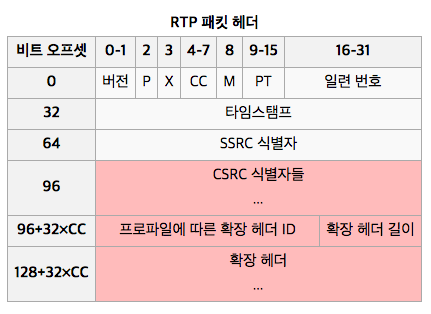 RTP 패킷 헤더
비트 오프셋 0-1 2 3 4-7 8 9-15 16-31
0 버전 P X CC M PT 일련 번호
32 타임스탬프
64 SSRC 식별자
96 CSRC 식별자들
...
96+32×CC 프로파일에 따른 확장 헤더 ID 확장 헤더 길이
128+32×CC 확장 헤더
...